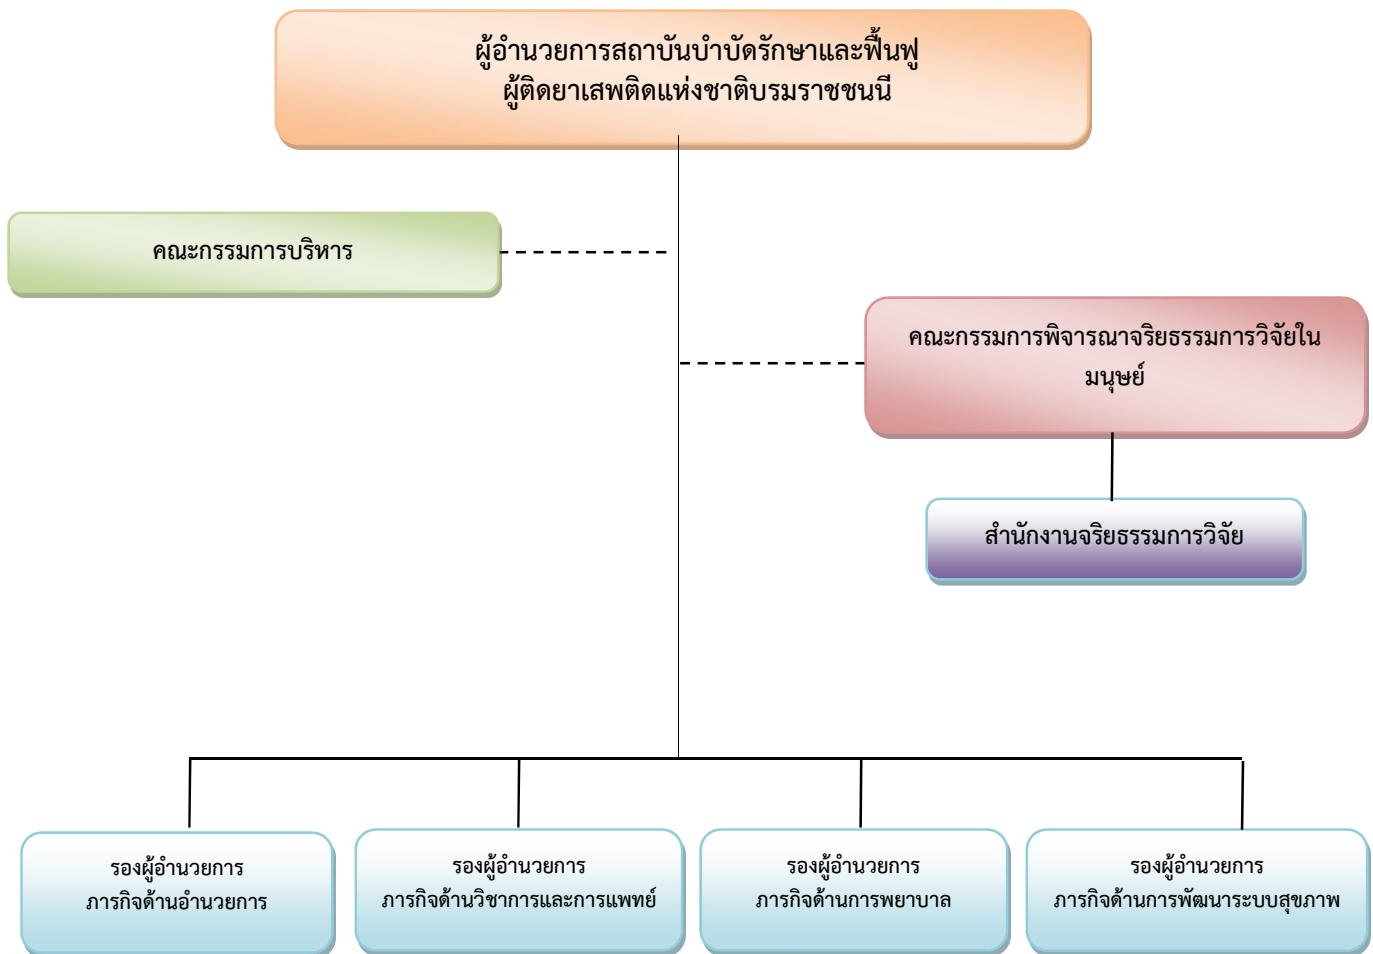 ผู้อำนวยการสถาบันบำบัดรักษาและฟื้นฟู
ผู้ติดยาเสพติดแห่งชาติบรมราชชนนี
คณะกรรมการบริหาร
คณะกรรมการพิจารณาจริยธรรมการวิจัยใน
มนุษย์
สำนักงานจริยธรรมการวิจัย
รองผู้อำนวยการ
ภารกิจด้านอำนวยการ
รองผู้อำนวยการ
ภารกิจด้านวิชาการและการแพทย์
รองผู้อำนวยการ
ภารกิจด้านการพยาบาล
รองผู้อำนวยการ
ภารกิจด้านการพัฒนาระบบสุขภาพ